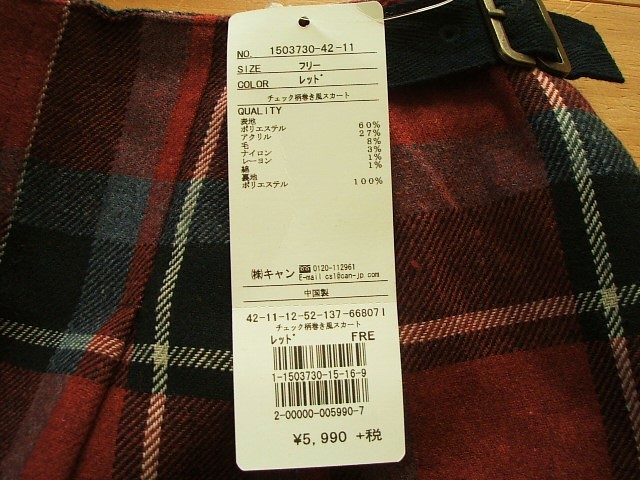 NO. 1503730-42-11
SIZE フリー
COLOR レッド
チェック柄巻き風スカート
QUALITY
表地
ポリエステル 60%
アクリル 27%
毛 8%
ナイロン 3%
レーヨン 1%
綿 1%
裏地
ポリエステル 100%
㈱キャン 0120-112961
E-mail cs1@can-jp.com
中国製
42-11-12-52-137-668071
チェック柄巻き風スカート
レッド FRE
1-1503730-15-16-9
2-00000-005990-7
¥5,990 +税